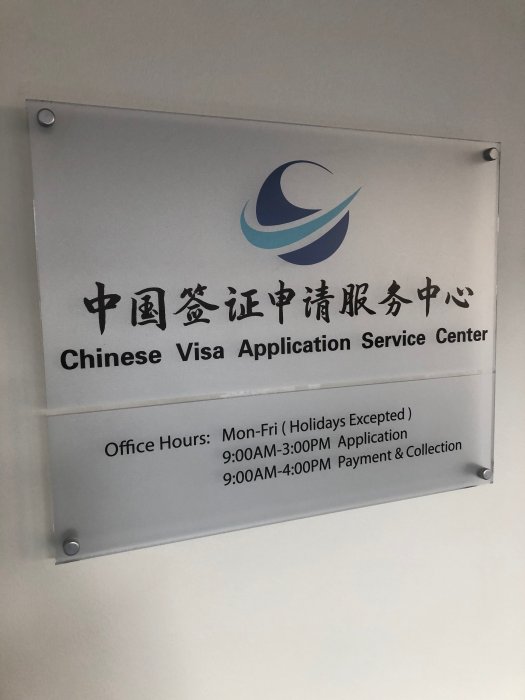 中国签证申请服务中心
Chinese Visa Application Service Center
Office Hours: Mon-Fri ( Holidays Excepted )
9:00AM-3:00PM Application
9:00AM-4:00PM Payment & Collection